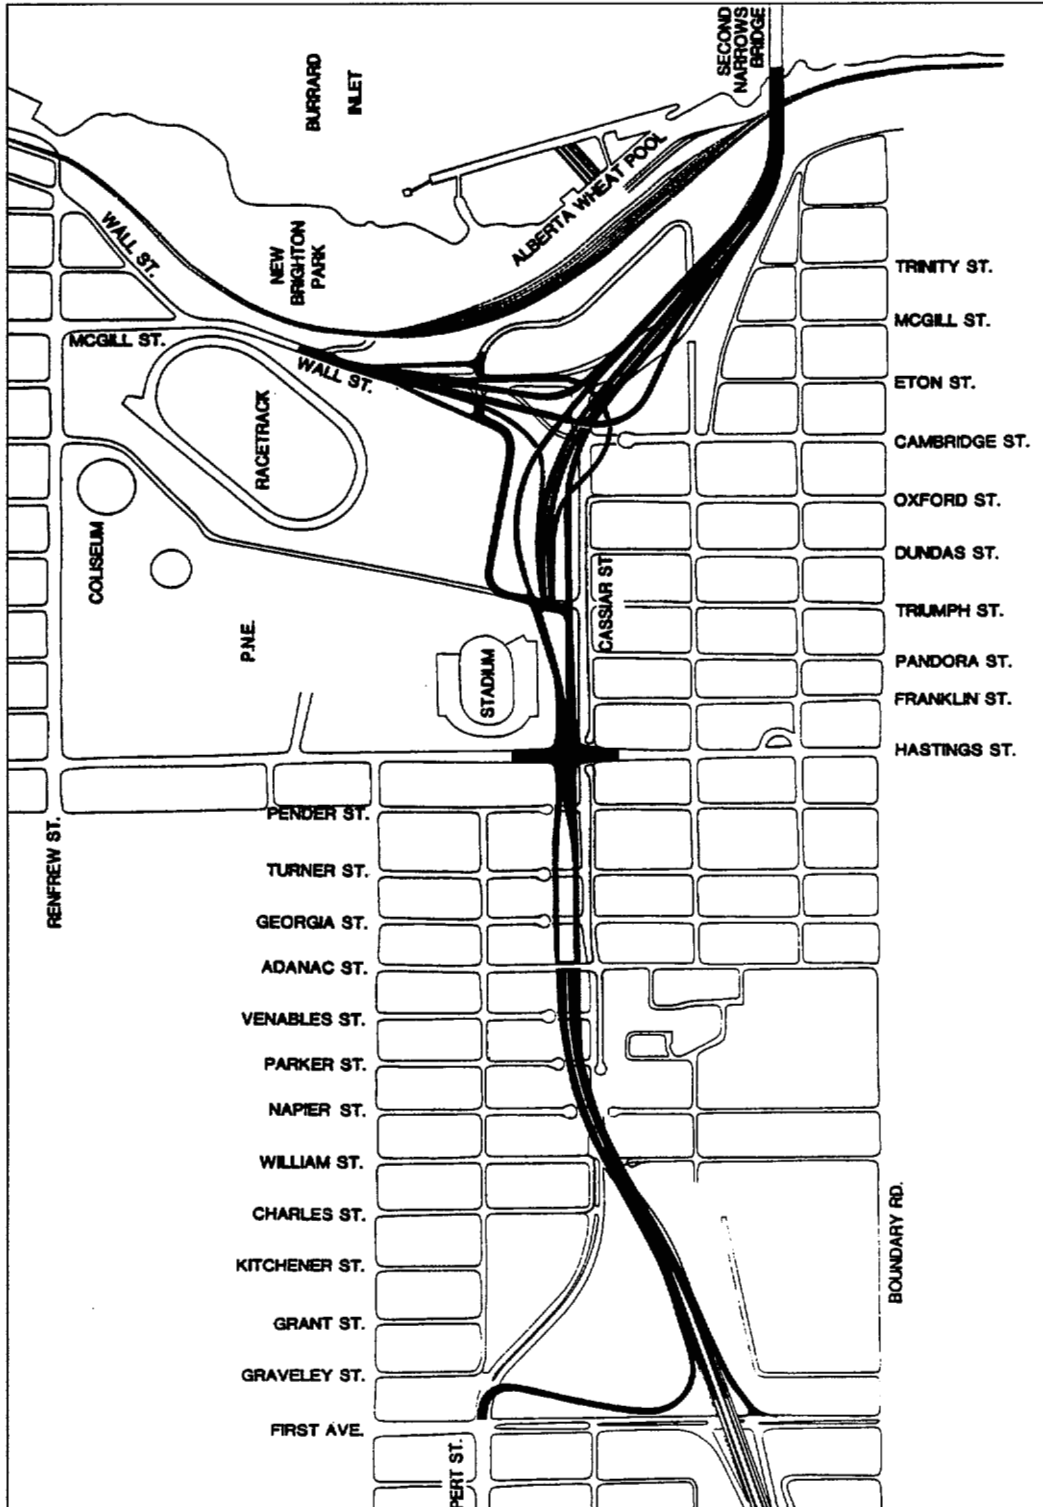 SECOND
NARROWS
BRIDGE
BURRARD
INLET
ALBERTA WHEAT POOL
WALL ST.
NEW
BRIGHTON
PARK
TRINITY ST.
MCGILL ST.
MCGILL ST.
WALL ST.
ETON ST.
RACETRACK
CAMBRIDGE ST.
OXFORD ST.
COLISEUM
DUNDAS ST.
CASSIAR ST
TRIUMPH ST.
P.N.E.
STADIUM
PANDORA ST.
FRANKLIN ST.
HASTINGS ST.
PENDER ST.
RENFREW ST.
TURNER ST.
GEORGIA ST.
ADANAC ST.
VENABLES ST.
PARKER ST.
NAPIER ST.
WILLIAM ST.
CHARLES ST.
BOUNDARY RD.
KITCHENER ST.
GRANT ST.
GRAVELEY ST.
FIRST AVE.
PERT ST.